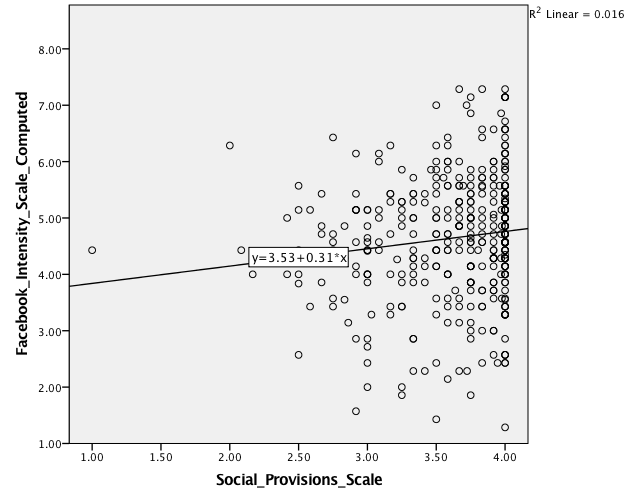 R² Linear = 0.016
Facebook_Intensity_Scale_Computed
8.00
7.00
6.00
5.00
4.00
3.00
2.00
1.00
y=3.53+0.31*x
1.00 1.50 2.00 2.50 3.00 3.50 4.00
Social_Provisions_Scale